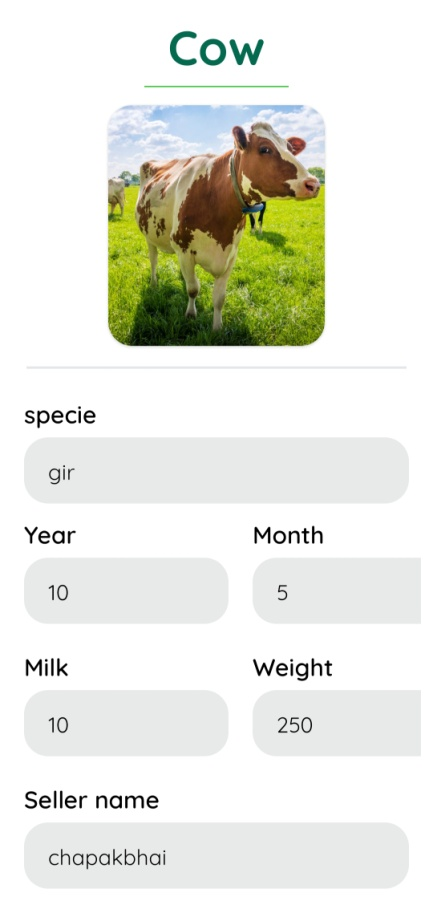 Cow
specie
gir
Year Month
10 5
Milk Weight
10 250
Seller name
chapakbhai